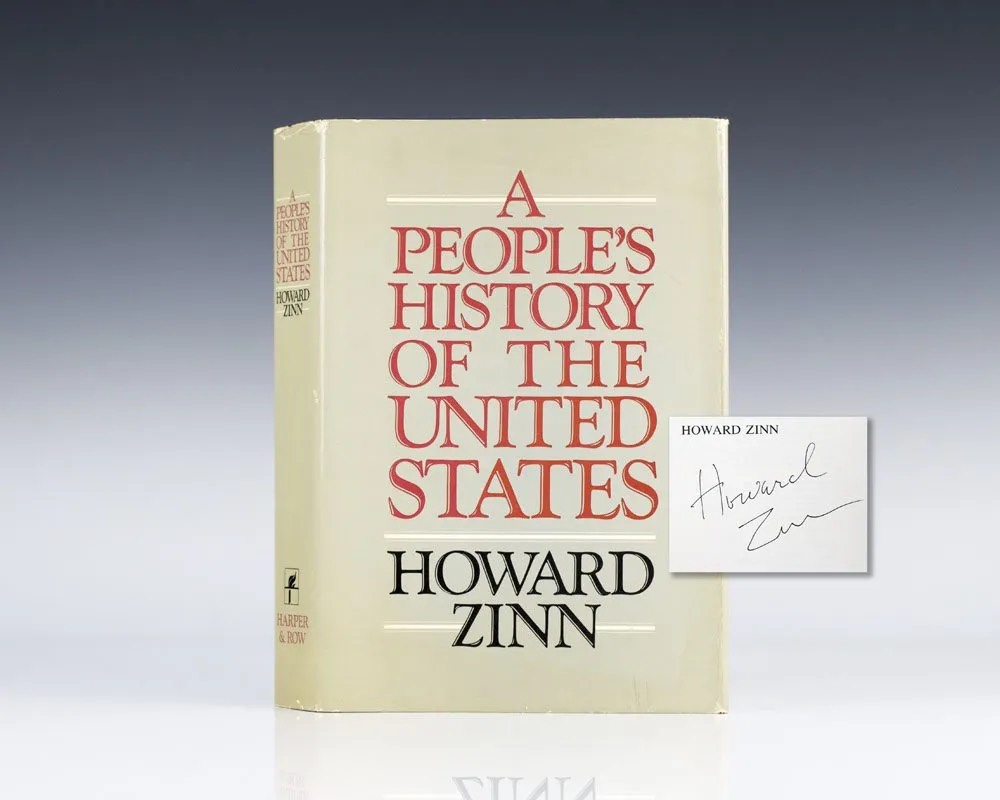 A
PEOPLE'S
HISTORY
OF THE
UNITED
STATES
HOWARD
ZINN
HARPER
& ROW
A
PEOPLE'S
HISTORY
OF THE
UNITED
STATES
HOWARD
ZINN
HOWARD ZINN
Howard
Zinn